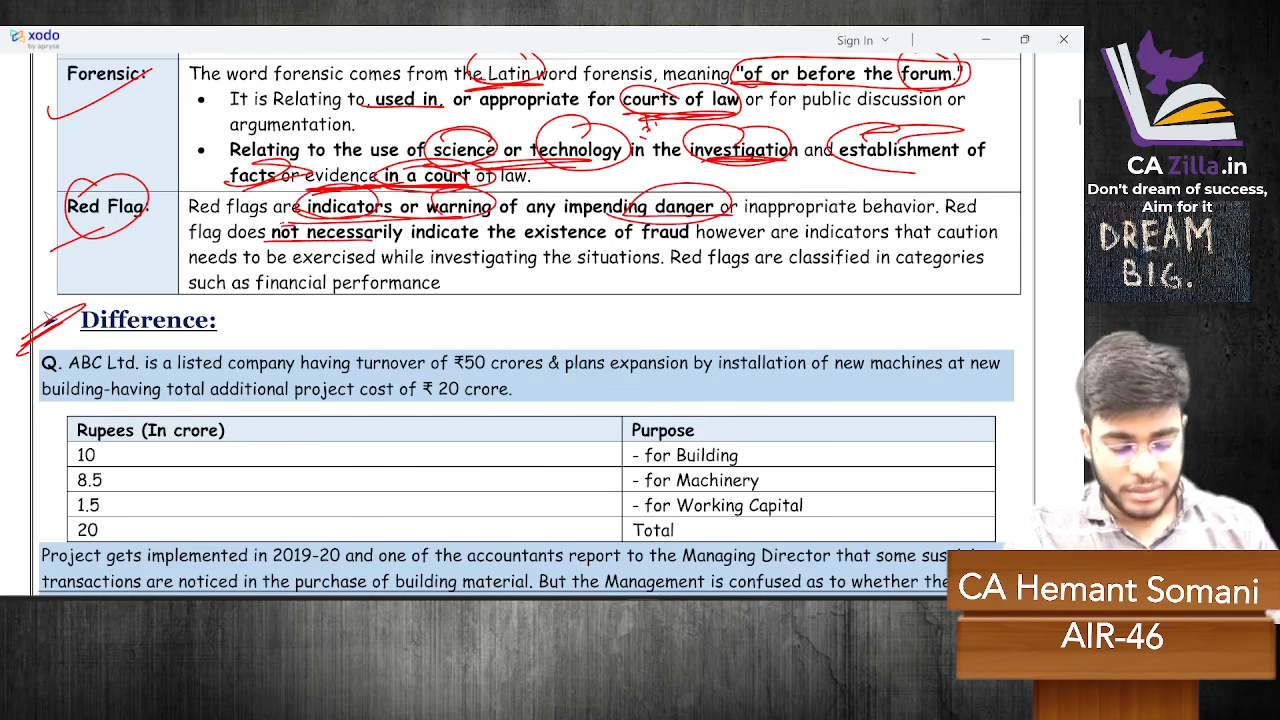 xodo
by apryse
Sign In
Forensic:
The word forensic comes from the Latin word forensis, meaning "of or before the forum."
• It is Relating to, used in, or appropriate for courts of law or for public discussion or
argumentation.
• Relating to the use of science or technology in the investigation and establishment of
facts or evidence in a court of law.
Red Flag:
Red flags are indicators or warning of any impending danger or inappropriate behavior. Red
flag does not necessarily indicate the existence of fraud however are indicators that caution
needs to be exercised while investigating the situations. Red flags are classified in categories
such as financial performance
Difference:
Q. ABC Ltd. is a listed company having turnover of ₹50 crores & plans expansion by installation of new machines at new
building-having total additional project cost of ₹ 20 crore.
Rupees (In crore) Purpose
10 - for Building
8.5 - for Machinery
1.5 - for Working Capital
20 Total
Project gets implemented in 2019-20 and one of the accountants report to the Managing Director that some
transactions are noticed in the purchase of building material. But the Management is confused as to whether
CA Zilla.in
Don't dream of success,
Aim for it
DREAM
BIG.
CA Hemant Somani
AIR-46